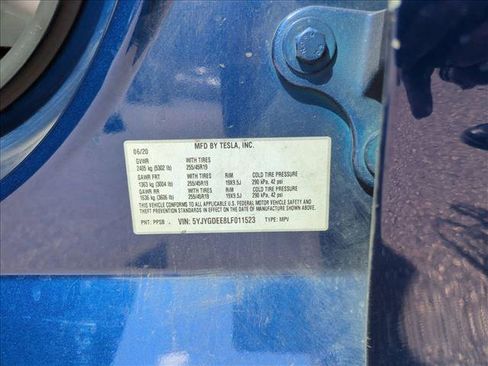 MFD BY TESLA, INC.
06/20
GVWR WITH TIRES
2405 kg (5302 lb) 255/45R19
GAWR FRT WITH TIRES RIM COLD TIRE PRESSURE
1363 kg (3004 lb) 255/45R19 19X9.5J 290 kPa, 42 psi
GAWR RR WITH TIRES RIM COLD TIRE PRESSURE
1636 kg (3606 lb) 255/45R19 19X9.5J 290 kPa, 42 psi
THIS VEHICLE CONFORMS TO ALL APPLICABLE U.S. FEDERAL MOTOR VEHICLE SAFETY
AND THEFT PREVENTION STANDARDS IN EFFECT ON THE DATE OF MANUFACTURE SHOWN ABOVE.
PNT: PPSB VIN: 5YJYGDEE8LF011523 TYPE: MPV